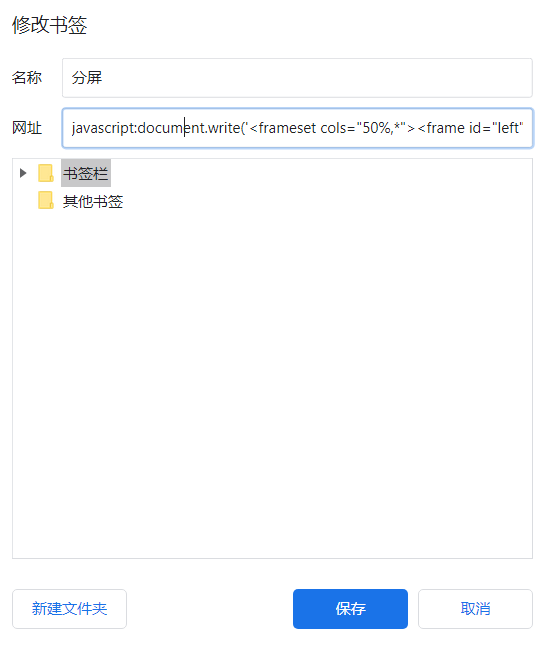 修改书签
名称 分屏
网址 javascript:document.write('<frameset cols="50%,*"><frame id="left"
书签栏
其他书签
新建文件夹 保存 取消